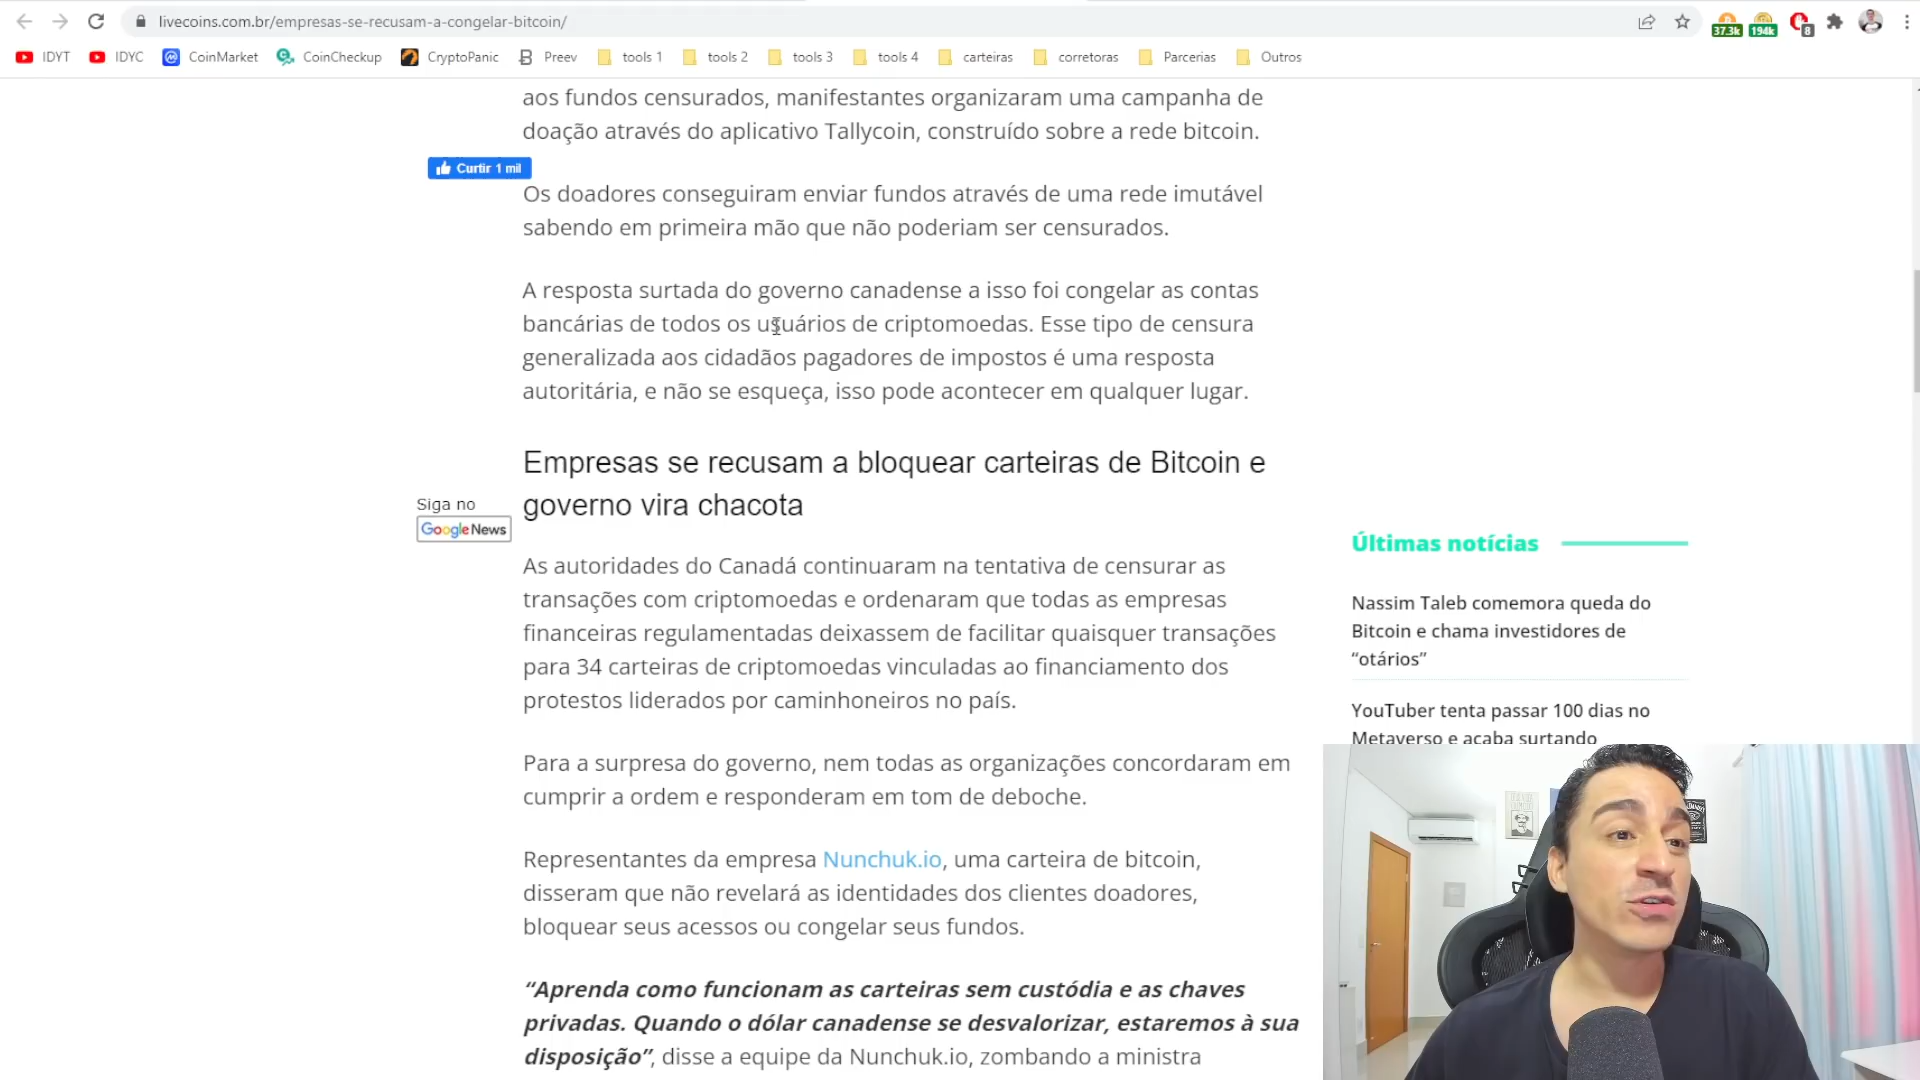 livecoins.com.br/empresas-se-recusam-a-congelar-bitcoin/
37.3k
194k
8
IDYT
IDYC
CoinMarket
CoinCheckup
CryptoPanic
Preev
tools 1
tools 2
tools 3
tools 4
carteiras
corretoras
Parcerias
Outros
aos fundos censurados, manifestantes organizaram uma campanha de
doação através do aplicativo Tallycoin, construído sobre a rede bitcoin.
Curtir 1 mil
Os doadores conseguiram enviar fundos através de uma rede imutável
sabendo em primeira mão que não poderiam ser censurados.
A resposta surtada do governo canadense a isso foi congelar as contas
bancárias de todos os usuários de criptomoedas. Esse tipo de censura
generalizada aos cidadãos pagadores de impostos é uma resposta
autoritária, e não se esqueça, isso pode acontecer em qualquer lugar.
Empresas se recusam a bloquear carteiras de Bitcoin e
governo vira chacota
Siga no
Google News
As autoridades do Canadá continuaram na tentativa de censurar as
transações com criptomoedas e ordenaram que todas as empresas
financeiras regulamentadas deixassem de facilitar quaisquer transações
para 34 carteiras de criptomoedas vinculadas ao financiamento dos
protestos liderados por caminhoneiros no país.
Para a surpresa do governo, nem todas as organizações concordaram em
cumprir a ordem e responderam em tom de deboche.
Representantes da empresa Nunchuk.io, uma carteira de bitcoin,
disseram que não revelará as identidades dos clientes doadores,
bloquear seus acessos ou congelar seus fundos.
“Aprenda como funcionam as carteiras sem custódia e as chaves
privadas. Quando o dólar canadense se desvalorizar, estaremos à sua
disposição”, disse a equipe da Nunchuk.io, zombando a ministra
Últimas notícias
Nassim Taleb comemora queda do
Bitcoin e chama investidores de
“otários”
YouTuber tenta passar 100 dias no
Metaverso e acaba surtando